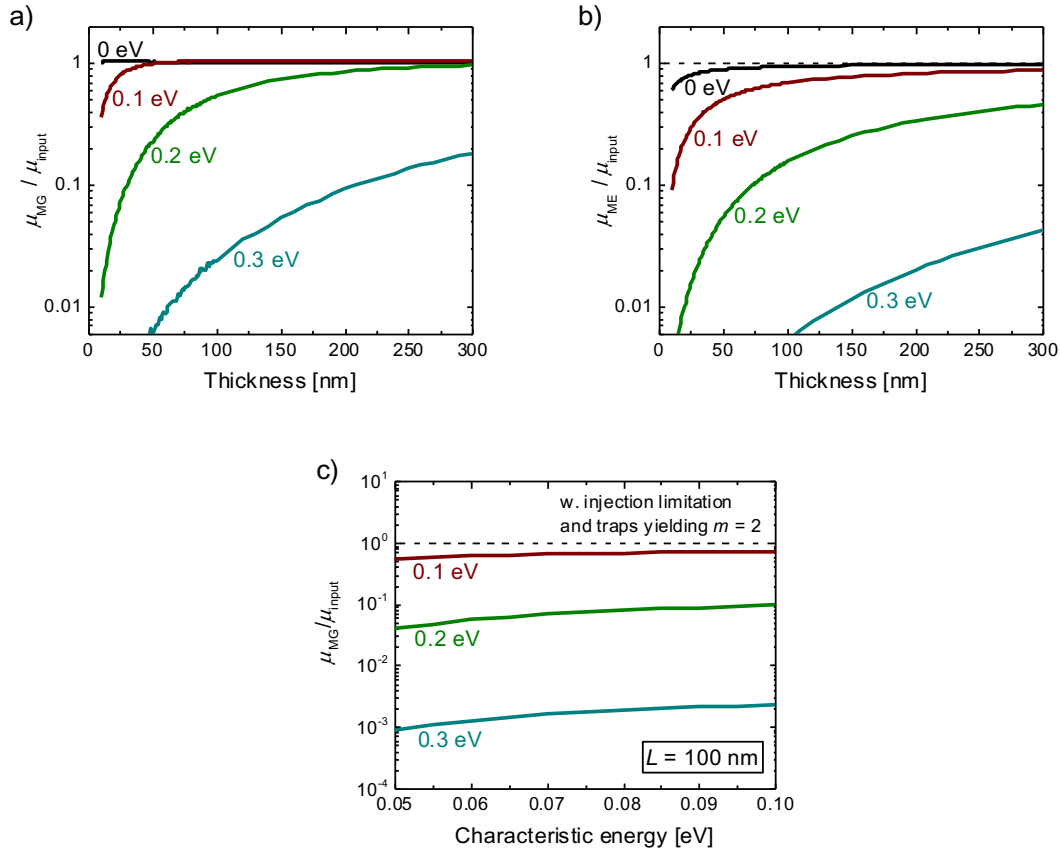 a)
μMG / μinput
1
0.1
0.01
0 eV
0.1 eV
0.2 eV
0.3 eV
0 50 100 150 200 250 300
Thickness [nm]
b)
μME / μinput
1
0.1
0.01
0 eV
0.1 eV
0.2 eV
0.3 eV
0 50 100 150 200 250 300
Thickness [nm]
c)
μMG/μinput
10¹
10⁰
10⁻¹
10⁻²
10⁻³
10⁻⁴
w. injection limitation
and traps yielding m = 2
0.1 eV
0.2 eV
0.3 eV
L = 100 nm
0.05 0.06 0.07 0.08 0.09 0.10
Characteristic energy [eV]